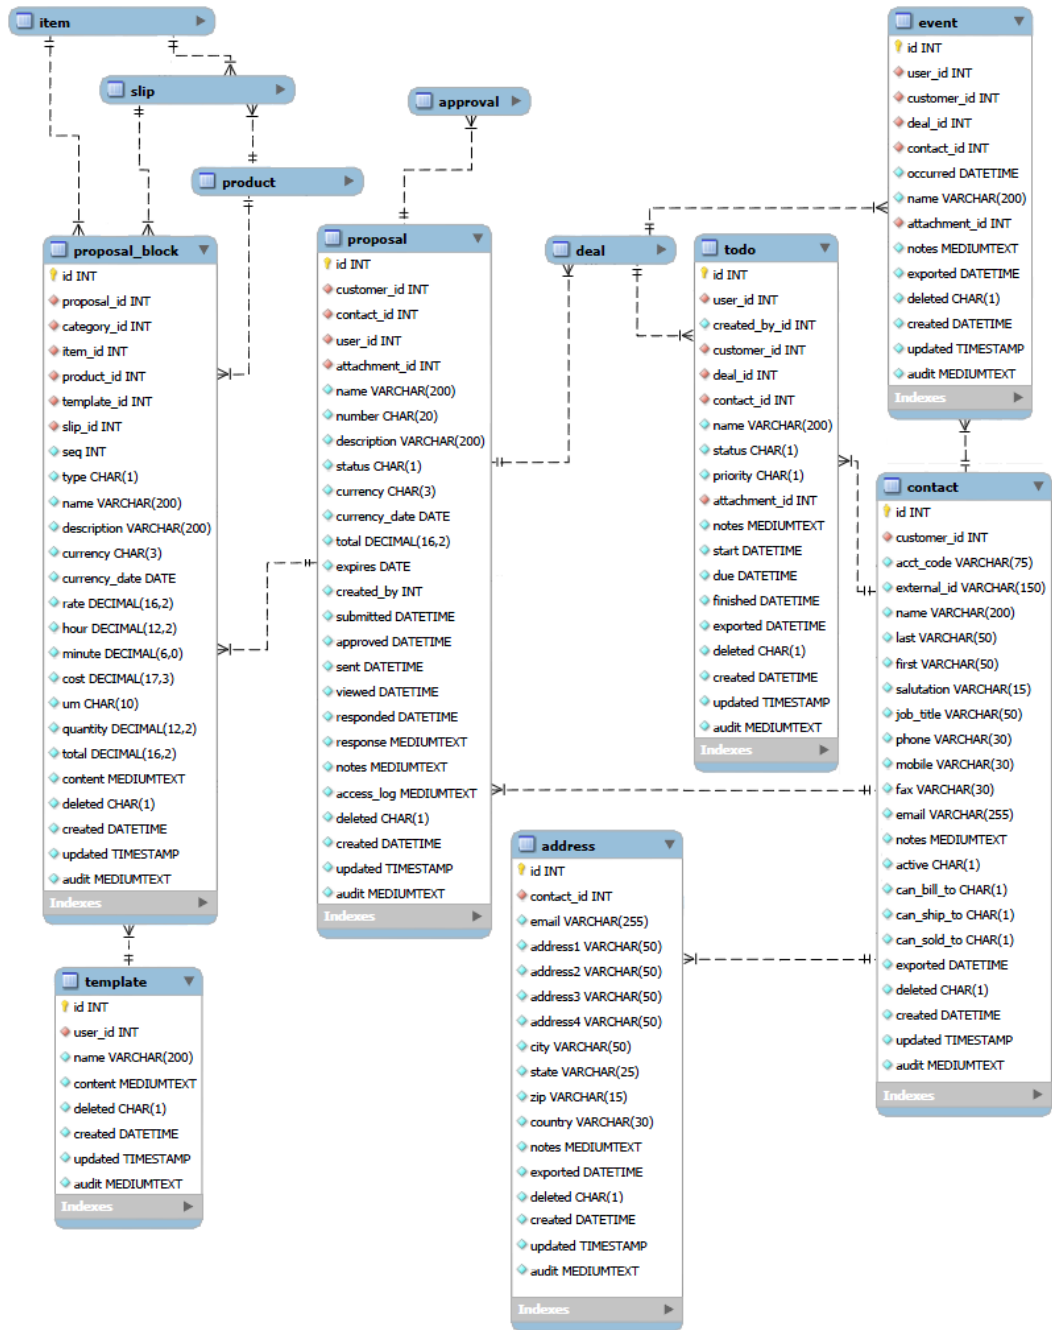 item
slip
product
approval
deal
proposal_block
id INT
proposal_id INT
category_id INT
item_id INT
product_id INT
template_id INT
slip_id INT
seq INT
type CHAR(1)
name VARCHAR(200)
description VARCHAR(200)
currency CHAR(3)
currency_date DATE
rate DECIMAL(16,2)
hour DECIMAL(12,2)
minute DECIMAL(6,0)
cost DECIMAL(17,3)
um CHAR(10)
quantity DECIMAL(12,2)
total DECIMAL(16,2)
content MEDIUMTEXT
deleted CHAR(1)
created DATETIME
updated TIMESTAMP
audit MEDIUMTEXT
Indexes
template
id INT
user_id INT
name VARCHAR(200)
content MEDIUMTEXT
deleted CHAR(1)
created DATETIME
updated TIMESTAMP
audit MEDIUMTEXT
Indexes
proposal
id INT
customer_id INT
contact_id INT
user_id INT
attachment_id INT
name VARCHAR(200)
number CHAR(20)
description VARCHAR(200)
status CHAR(1)
currency CHAR(3)
currency_date DATE
total DECIMAL(16,2)
expires DATE
created_by INT
submitted DATETIME
approved DATETIME
sent DATETIME
viewed DATETIME
responded DATETIME
response MEDIUMTEXT
notes MEDIUMTEXT
access_log MEDIUMTEXT
deleted CHAR(1)
created DATETIME
updated TIMESTAMP
audit MEDIUMTEXT
Indexes
todo
id INT
user_id INT
created_by_id INT
customer_id INT
deal_id INT
contact_id INT
name VARCHAR(200)
status CHAR(1)
priority CHAR(1)
attachment_id INT
notes MEDIUMTEXT
start DATETIME
due DATETIME
finished DATETIME
exported DATETIME
deleted CHAR(1)
created DATETIME
updated TIMESTAMP
audit MEDIUMTEXT
Indexes
address
id INT
contact_id INT
email VARCHAR(255)
address1 VARCHAR(50)
address2 VARCHAR(50)
address3 VARCHAR(50)
address4 VARCHAR(50)
city VARCHAR(50)
state VARCHAR(25)
zip VARCHAR(15)
country VARCHAR(30)
notes MEDIUMTEXT
exported DATETIME
deleted CHAR(1)
created DATETIME
updated TIMESTAMP
audit MEDIUMTEXT
Indexes
event
id INT
user_id INT
customer_id INT
deal_id INT
contact_id INT
occurred DATETIME
name VARCHAR(200)
attachment_id INT
notes MEDIUMTEXT
exported DATETIME
deleted CHAR(1)
created DATETIME
updated TIMESTAMP
audit MEDIUMTEXT
Indexes
contact
id INT
customer_id INT
acct_code VARCHAR(75)
external_id VARCHAR(150)
name VARCHAR(200)
last VARCHAR(50)
first VARCHAR(50)
salutation VARCHAR(15)
job_title VARCHAR(50)
phone VARCHAR(30)
mobile VARCHAR(30)
fax VARCHAR(30)
email VARCHAR(255)
notes MEDIUMTEXT
active CHAR(1)
can_bill_to CHAR(1)
can_ship_to CHAR(1)
can_sold_to CHAR(1)
exported DATETIME
deleted CHAR(1)
created DATETIME
updated TIMESTAMP
audit MEDIUMTEXT
Indexes